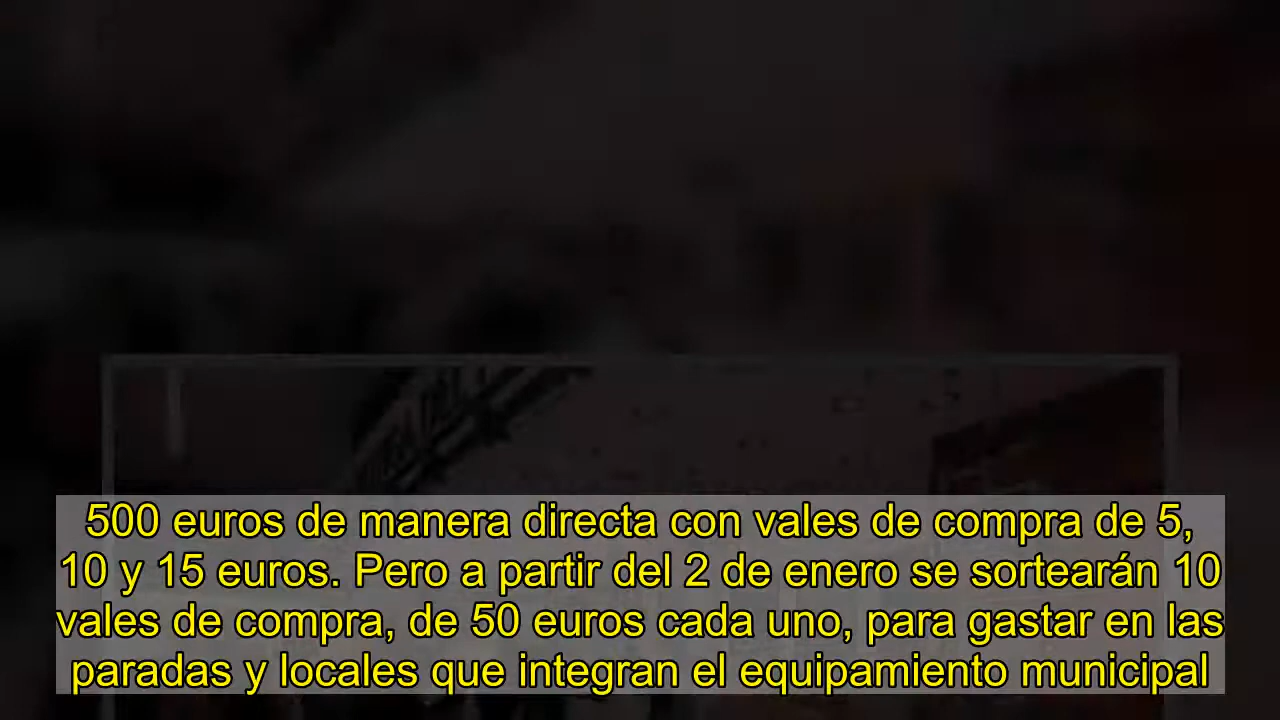 500 euros de manera directa con vales de compra de 5,
10 y 15 euros. Pero a partir del 2 de enero se sortearán 10
vales de compra, de 50 euros cada uno, para gastar en las
paradas y locales que integran el equipamiento municipal